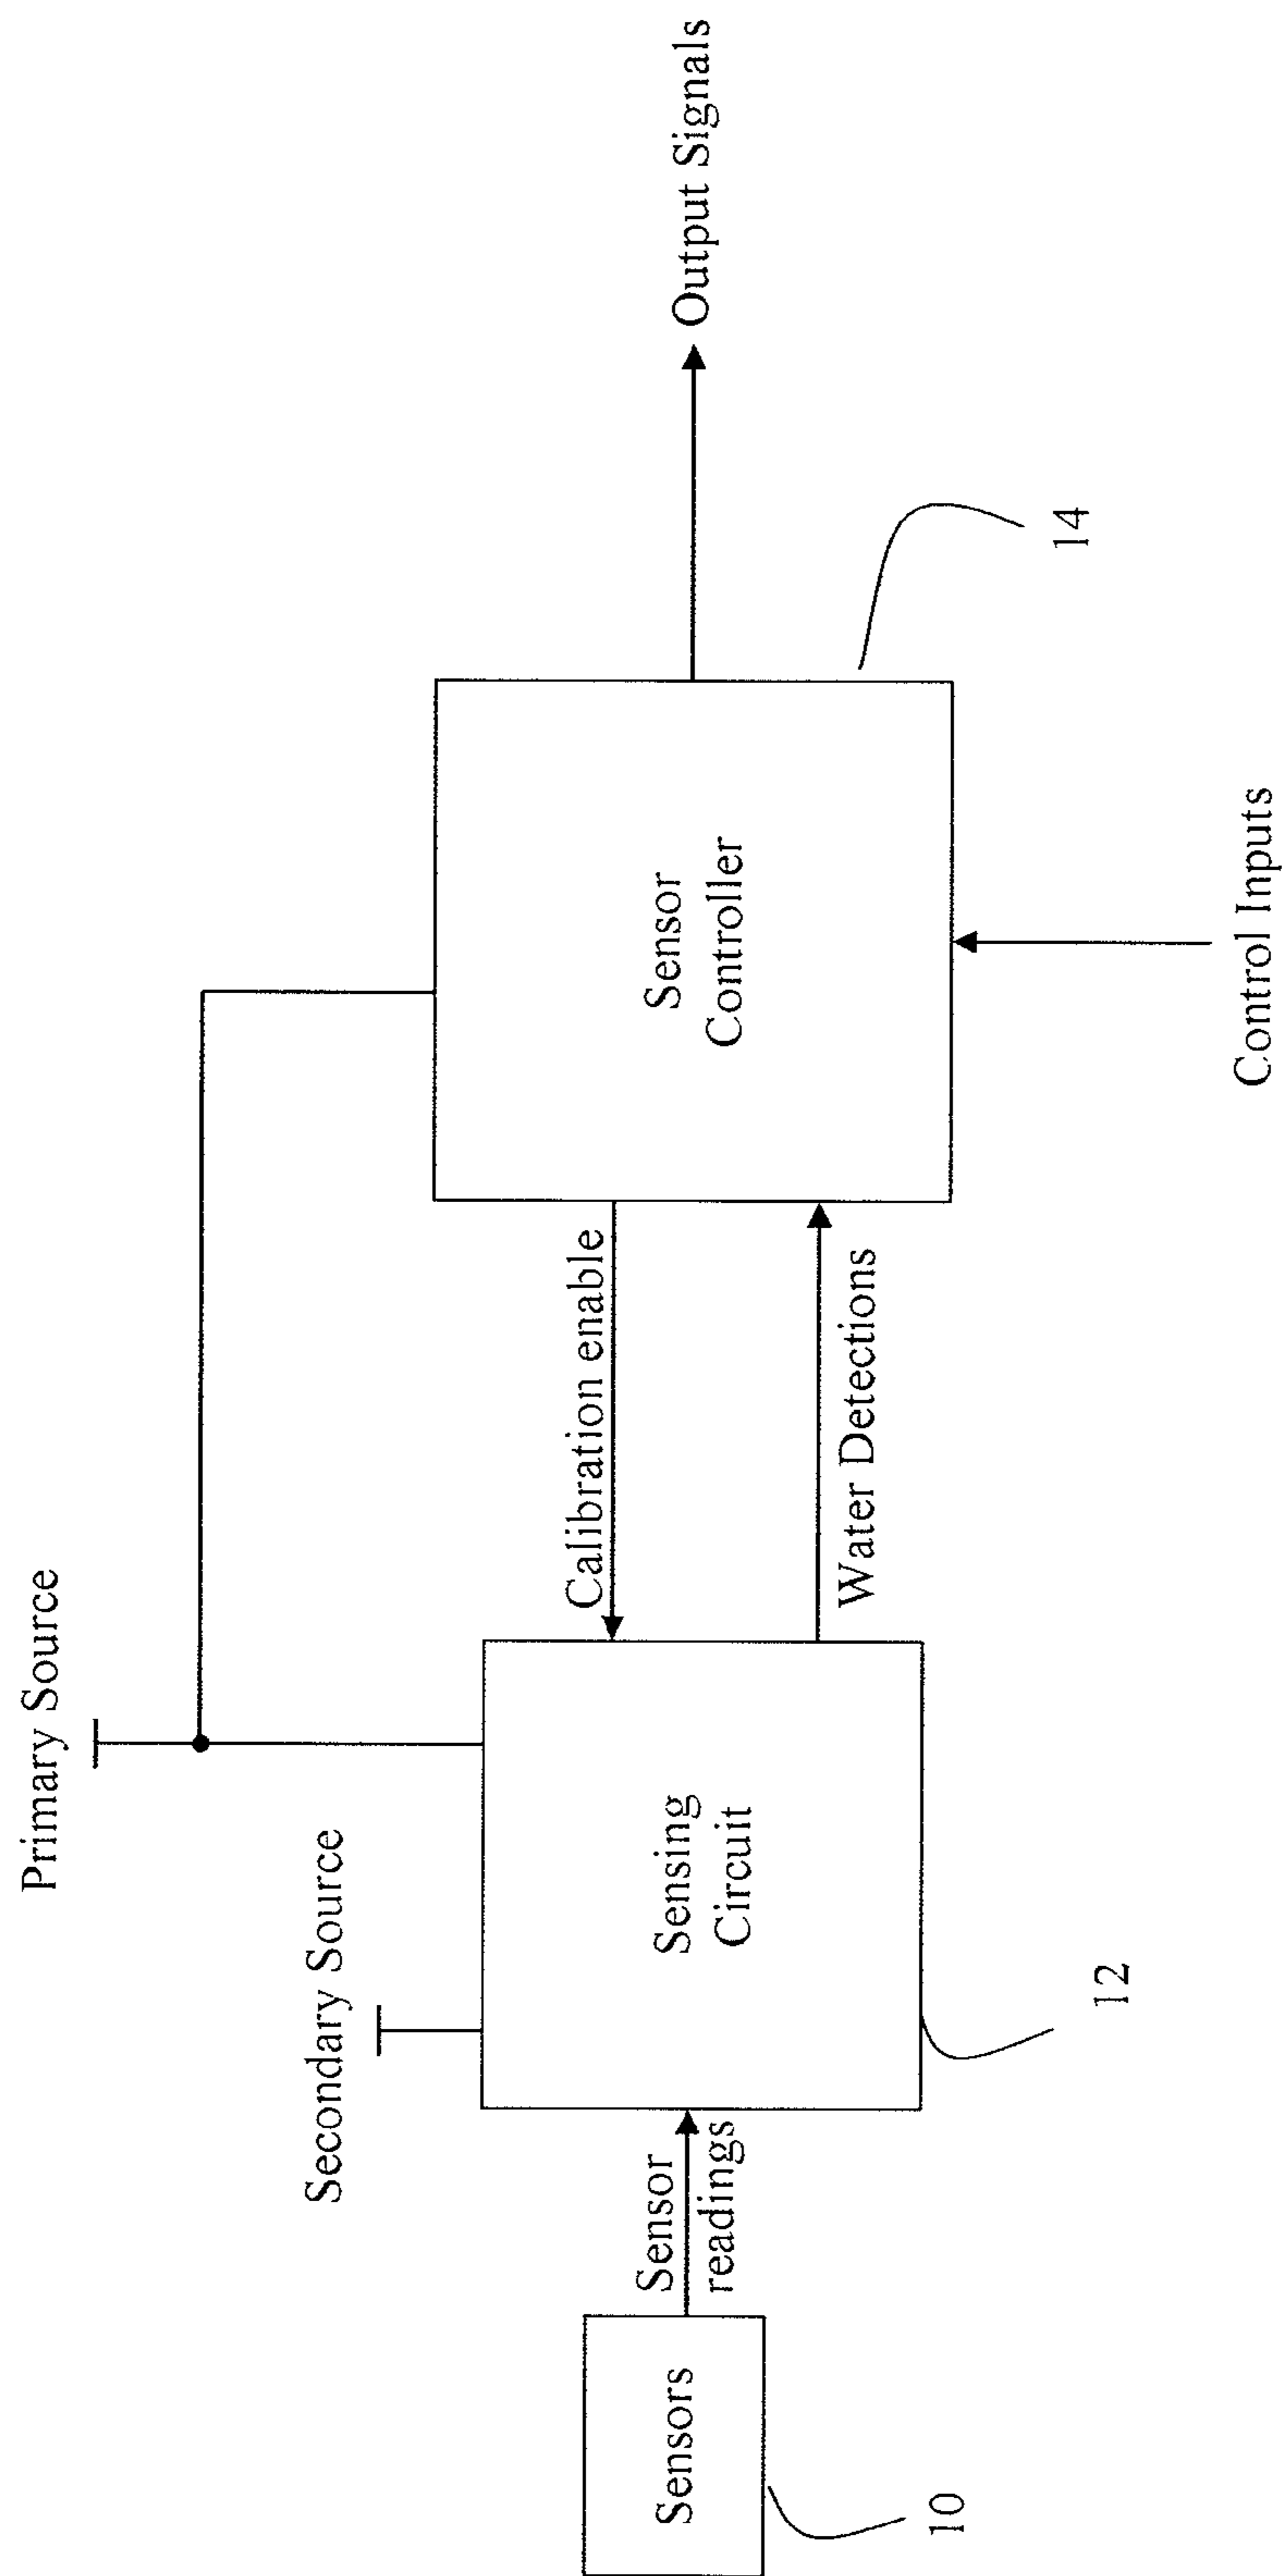 Primary Source
Secondary Source
Sensors
Sensor
readings
Sensing
Circuit
Calibration enable
Water Detections
Sensor
Controller
Output Signals
Control Inputs
10
12
14